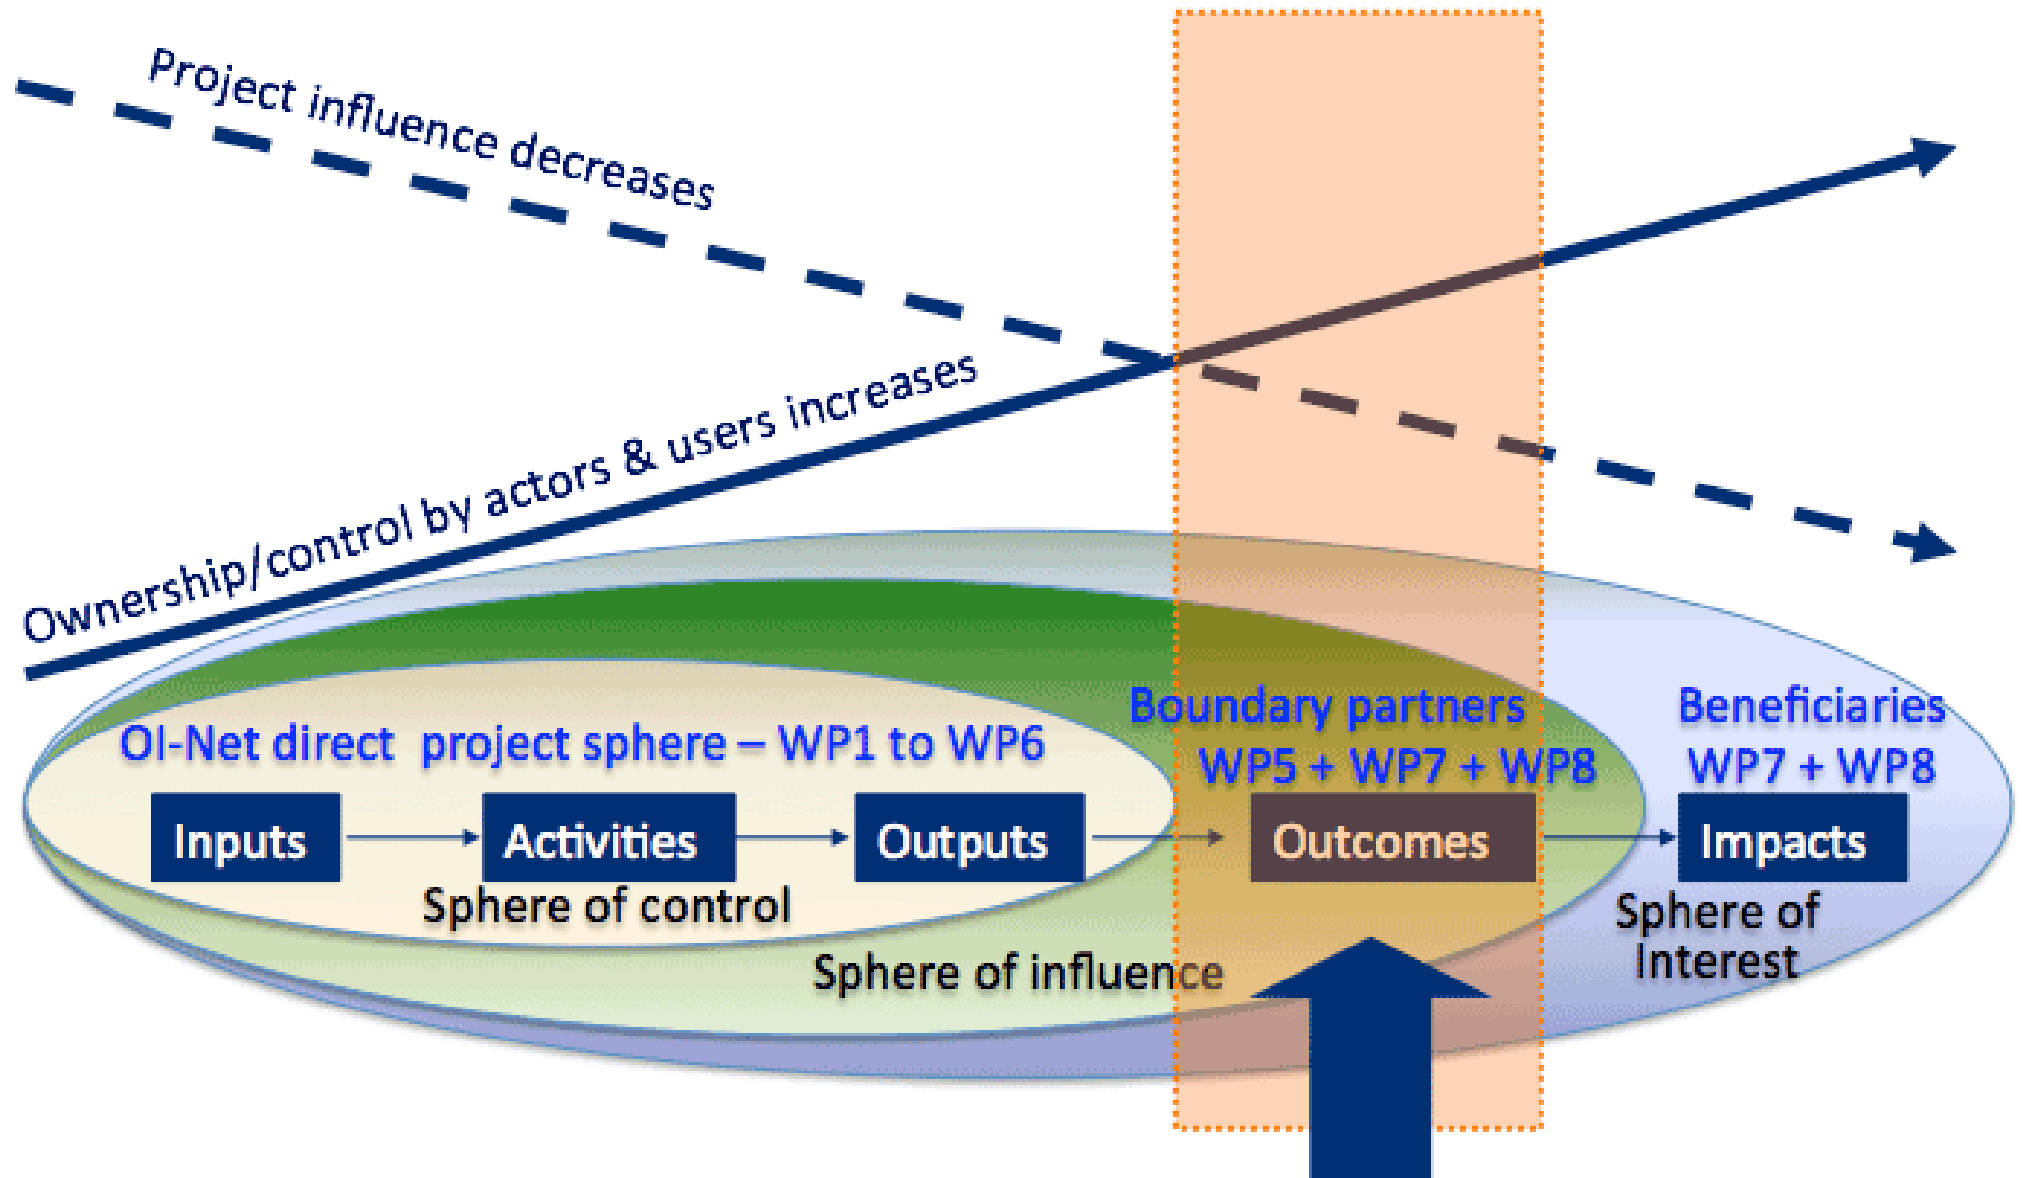 Project influence decreases
Ownership/control by actors & users increases
Boundary partners
Beneficiaries
OI-Net direct project sphere – WP1 to WP6
WP5 + WP7 + WP8
WP7 + WP8
Inputs
Activities
Outputs
Outcomes
Impacts
Sphere of control
Sphere of influence
Sphere of
Interest